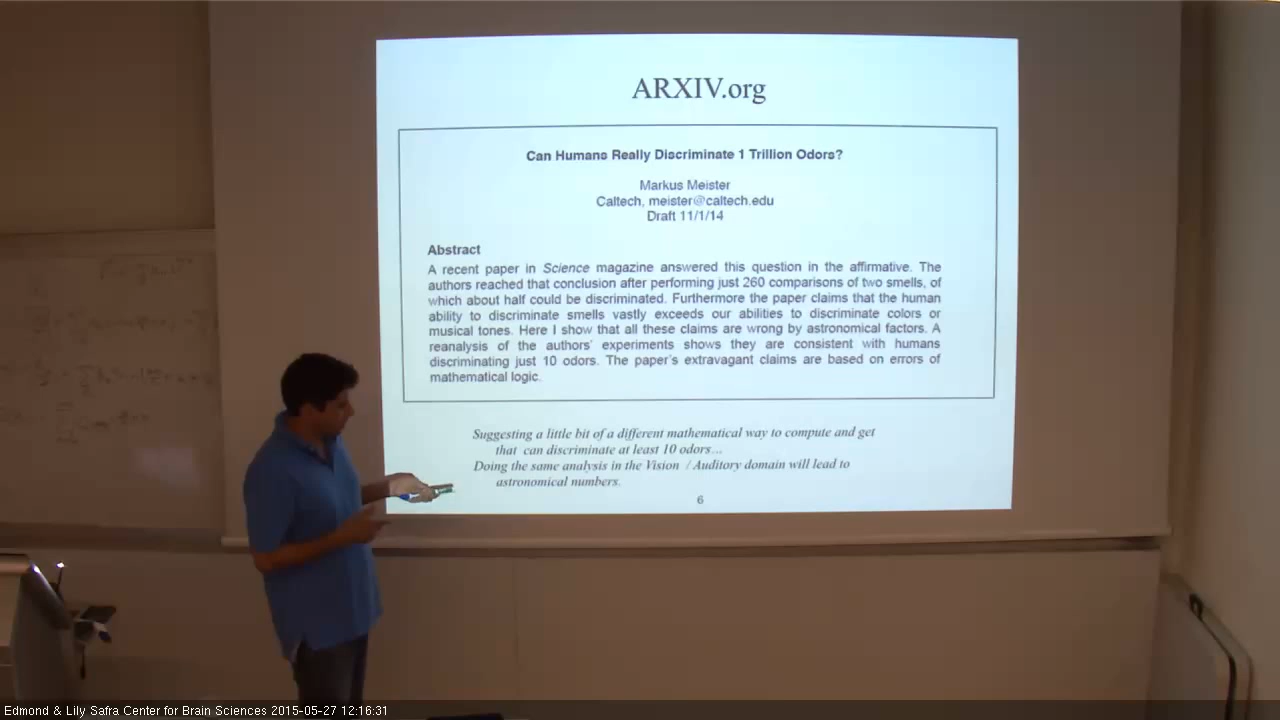 ARXIV.org
Can Humans Really Discriminate 1 Trillion Odors?
Markus Meister
Caltech, meister@caltech.edu
Draft 11/1/14
Abstract
A recent paper in Science magazine answered this question in the affirmative. The
authors reached that conclusion after performing just 260 comparisons of two smells, of
which about half could be discriminated. Furthermore the paper claims that the human
ability to discriminate smells vastly exceeds our abilities to discriminate colors or
musical tones. Here I show that all these claims are wrong by astronomical factors. A
reanalysis of the authors' experiments shows they are consistent with humans
discriminating just 10 odors. The paper's extravagant claims are based on errors of
mathematical logic.
Suggesting a little bit of a different mathematical way to compute and get
that can discriminate at least 10 odors...
Doing the same analysis in the Vision / Auditory domain will lead to
astronomical numbers.
6
Edmond & Lily Safra Center for Brain Sciences 2015-05-27 12:16:31